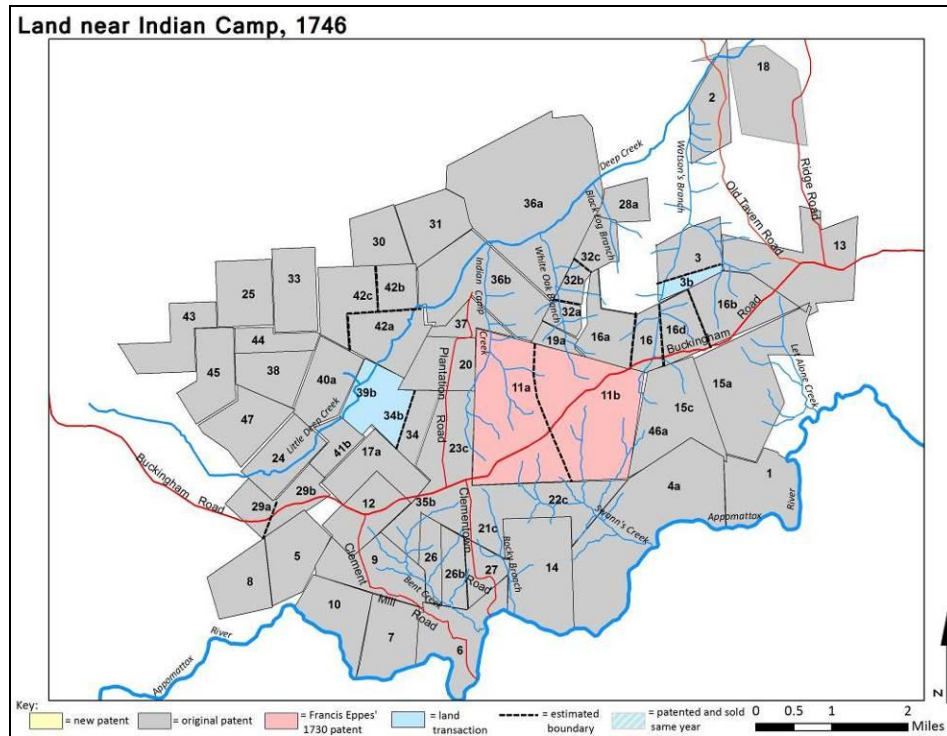 Land near Indian Camp, 1746
18
2
Deep Creek
Watson's Branch
Old Tavern Road
Ridge Road
36a
Black Log Branch
28a
31
30
13
3
32c
3b
33
25
36b
Indian Camp Creek
White Oak Branch
32b
42c
42b
32a
16b
43
42a
37
19a
16a
16
16d
Buckingham Road
44
45
38
40a
20
Plantation Road
11a
11b
15a
Let Alone Creek
39b
34b
34
15c
47
Little Deep Creek
46a
41b
17a
23c
24
Buckingham Road
29b
29a
12
35b
Clementown Road
22c
4a
1
River
Appomattox
Swann's Creek
21c
Rocky Branch
5
9
26
26b
27
14
8
Clement Mill Road
Bent Creek
10
7
6
Appomattox River
N
Key:
= new patent
= original patent
= Francis Eppes'
1730 patent
= land
transaction
= estimated
boundary
= patented and sold
same year
0 0.5 1 2
Miles